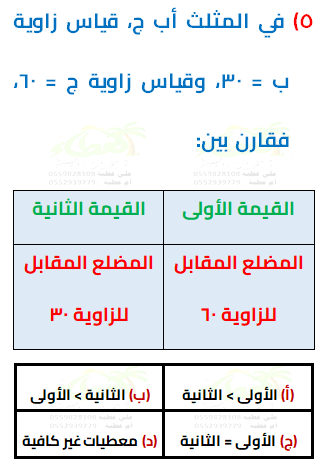 ٥) في المثلث أب ج، قياس زاوية
ب = ٣٠، وقياس زاوية ج = ٦٠،
فقارن بين:
القيمة الأولى القيمة الثانية
المضلع المقابل المضلع المقابل
للزاوية ٦٠ للزاوية ٣٠
(أ) الأولى > الثانية (ب) الثانية > الأولى
(ج) الأولى = الثانية (د) معطيات غير كافية